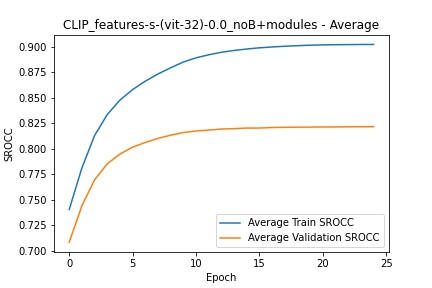 CLIP_features-s-(vit-32)-0.0_noB+modules - Average
0.900
0.875
0.850
0.825
0.800
0.775
0.750
0.725
0.700
SROCC
Average Train SROCC
Average Validation SROCC
0 5 10 15 20 25
Epoch